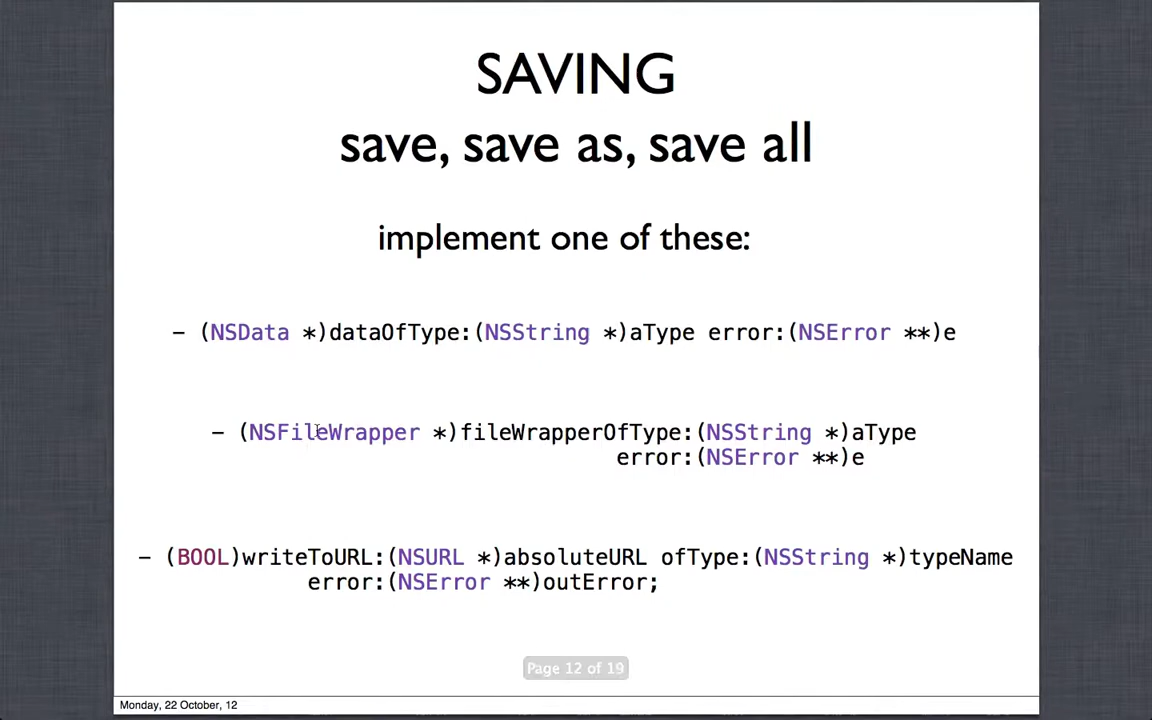 SAVING
save, save as, save all
implement one of these:
- (NSData *)dataOfType:(NSString *)aType error:(NSError **)e
- (NSFileWrapper *)fileWrapperOfType:(NSString *)aType
error:(NSError **)e
- (BOOL)writeToURL:(NSURL *)absoluteURL ofType:(NSString *)typeName
error:(NSError **)outError;
Page 12 of 19
Monday, 22 October, 12